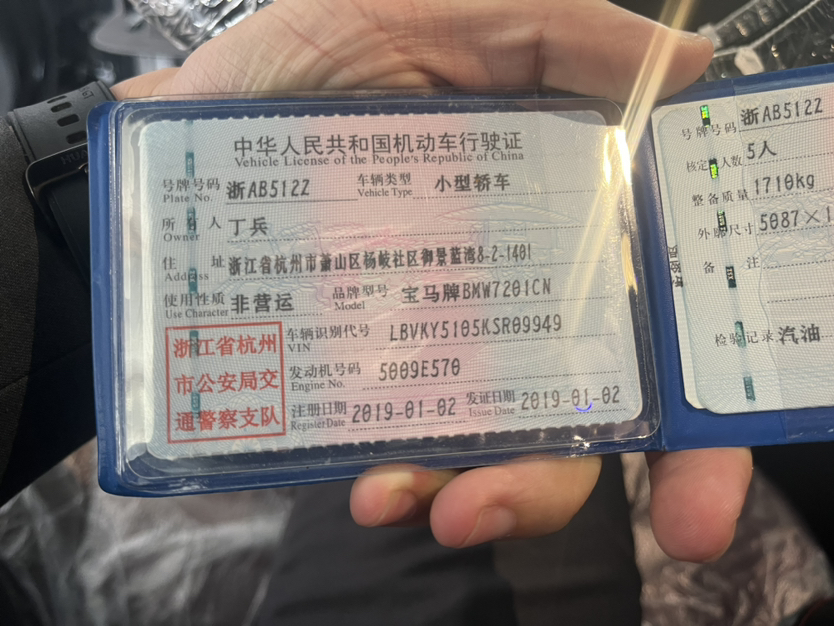 中华人民共和国机动车行驶证
Vehicle License of the People's Republic of China
号牌号码 浙AB512Z 车辆类型 小型轿车
Plate No. Vehicle Type
所有人 丁兵
Owner
住址 浙江省杭州市萧山区杨岐社区御景蓝湾8-2-1401
Address
使用性质 非营运 品牌型号 宝马牌BMW7201CN
Use Character Model
浙江省杭州
市公安局交
通警察支队
车辆识别代号 LBVKY5105KSR09949
VIN
发动机号码 5009E570
Engine No.
注册日期 2019-01-02 发证日期 2019-01-02
Register Date Issue Date
号牌号码 浙AB512Z
核定人数 5人
整备质量 1710kg
外廓尺寸 5087×1
备注
检验记录 汽油